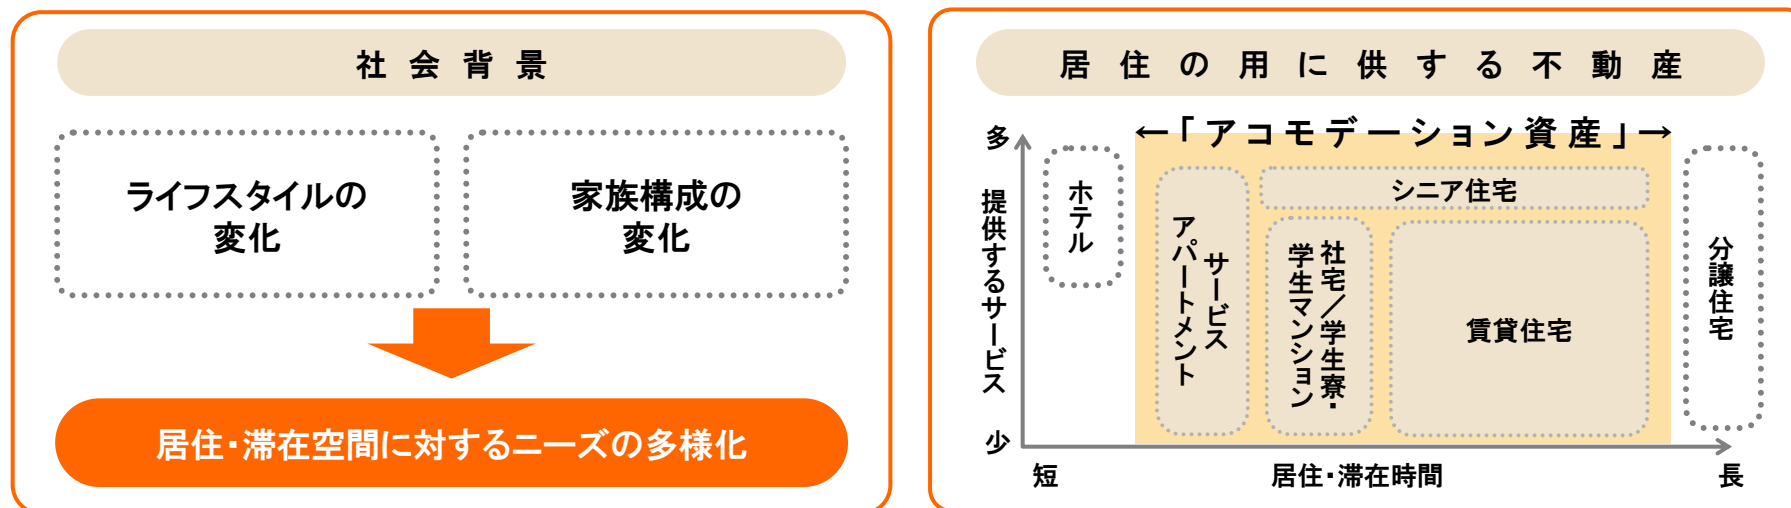 社会背景
ライフスタイルの
変化
家族構成の
変化
居住・滞在空間に対するニーズの多様化
居住の用に供する不動産
←「アコモデーション資産」→
多
提供するサービス
少
ホテル
サービス
アパートメント
シニア住宅
社宅／学生寮・
学生マンション
賃貸住宅
分譲住宅
短
居住・滞在時間
長